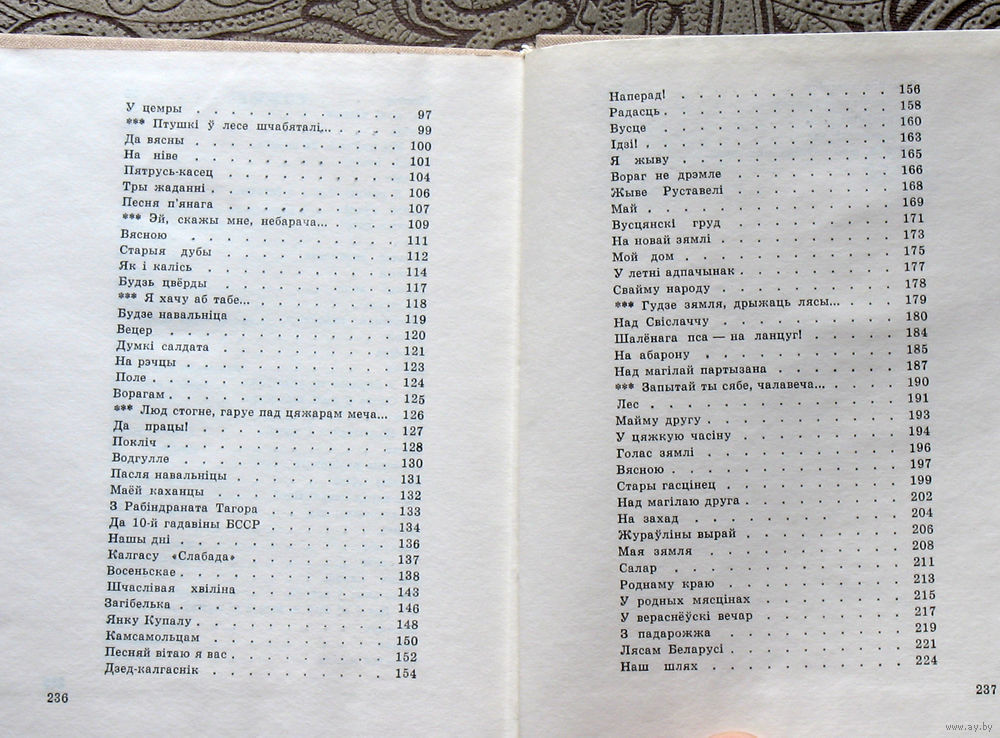 У цемры . . . . . . . . . . . 97
*** Птушкі ў лесе шчабяталі... . . . . 99
Да вясны . . . . . . . . . . . 100
На ніве . . . . . . . . . . . 101
Пятрусь-касец . . . . . . . . . 104
Тры жаданні . . . . . . . . . . 106
Песня п'янага . . . . . . . . . 107
*** Эй, скажы мне, небарача... . . . . 109
Вясною . . . . . . . . . . . 111
Старыя дубы . . . . . . . . . 112
Як і калісь . . . . . . . . . . 114
Будзь цвёрды . . . . . . . . . 117
*** Я хачу аб табе... . . . . . . . 118
Будзе навальніца . . . . . . . . 119
Вецер . . . . . . . . . . . 120
Думкі салдата . . . . . . . . . 121
На рэчцы . . . . . . . . . . 123
Поле . . . . . . . . . . . . 124
Ворагам . . . . . . . . . . . 125
*** Люд стогне, гаруе пад цяжарам меча... 126
Да працы! . . . . . . . . . . 127
Покліч . . . . . . . . . . . 128
Водгулле . . . . . . . . . . 130
Пасля навальніцы . . . . . . . . 131
Маёй каханцы . . . . . . . . . 132
З Рабіндраната Тагора . . . . . . 133
Да 10-й гадавіны БССР . . . . . . 134
Нашы дні . . . . . . . . . . 136
Калгасу «Слабада» . . . . . . . . 137
Восеньскае . . . . . . . . . . 138
Шчаслівая хвіліна . . . . . . . . 143
Загібелька . . . . . . . . . . 146
Янку Купалу . . . . . . . . . . 148
Камсамольцам . . . . . . . . . 150
Песняй вітаю я вас . . . . . . . . 152
Дзед-калгаснік . . . . . . . . . 154
236
Наперад! . . . . . . . . . . . 156
Радасць . . . . . . . . . . . 158
Вусце . . . . . . . . . . . 160
Ідзі! . . . . . . . . . . . . 163
Я жыву . . . . . . . . . . . 165
Вораг не дрэмле . . . . . . . . 166
Жыве Руставелі . . . . . . . . . 168
Май . . . . . . . . . . . . 169
Вусцянскі груд . . . . . . . . . 171
На новай зямлі . . . . . . . . . 173
Мой дом . . . . . . . . . . . 175
У летні адпачынак . . . . . . . . 177
Свайму народу . . . . . . . . . 178
*** Гудзе зямля, дрыжаць лясы... . . . 179
Над Свіслаччу . . . . . . . . . 180
Шалёнага пса — на ланцуг! . . . . . 184
На абарону . . . . . . . . . . 185
Над магілай партызана . . . . . . 187
*** Запытай ты сябе, чалавеча... . . . . 190
Лес . . . . . . . . . . . . 191
Майму другу . . . . . . . . . . 193
У цяжкую часіну . . . . . . . . 194
Голас зямлі . . . . . . . . . . 196
Вясною . . . . . . . . . . . 197
Стары гасцінец . . . . . . . . . 199
Над магілаю друга . . . . . . . . 202
На захад . . . . . . . . . . 204
Жураўліны вырай . . . . . . . . 206
Мая зямля . . . . . . . . . . 208
Салар . . . . . . . . . . . 211
Роднаму краю . . . . . . . . . 213
У родных мясцінах . . . . . . . . 215
У вераснёўскі вечар . . . . . . . 217
З падарожжа . . . . . . . . . 219
Лясам Беларусі . . . . . . . . . 221
Наш шлях . . . . . . . . . . 224
237
www.ay.by